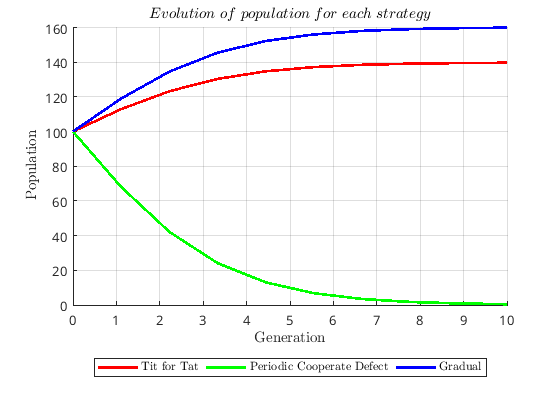 Evolution of population for each strategy
160
140
120
100
80
60
40
20
0
Population
0 1 2 3 4 5 6 7 8 9 10
Generation
Tit for Tat Periodic Cooperate Defect Gradual